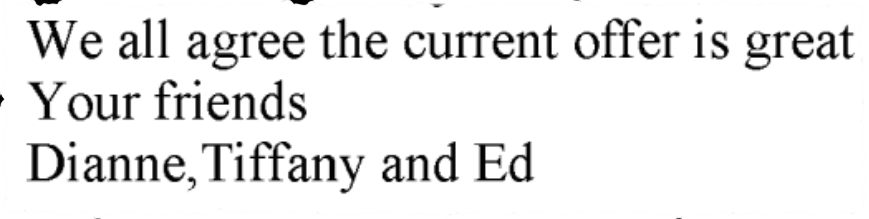 We all agree the current offer is great
Your friends
Dianne,Tiffany and Ed